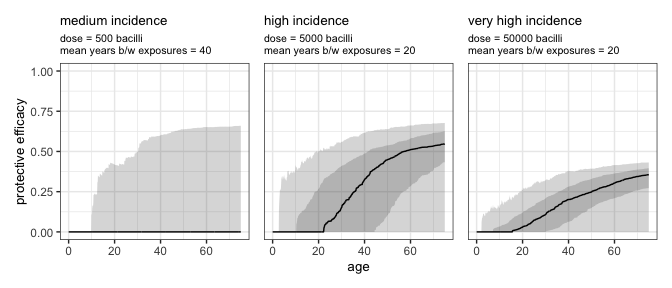 medium incidence
dose = 500 bacilli
mean years b/w exposures = 40
high incidence
dose = 5000 bacilli
mean years b/w exposures = 20
very high incidence
dose = 50000 bacilli
mean years b/w exposures = 20
protective efficacy
1.00
0.75
0.50
0.25
0.00
0 20 40 60
0 20 40 60
0 20 40 60
age